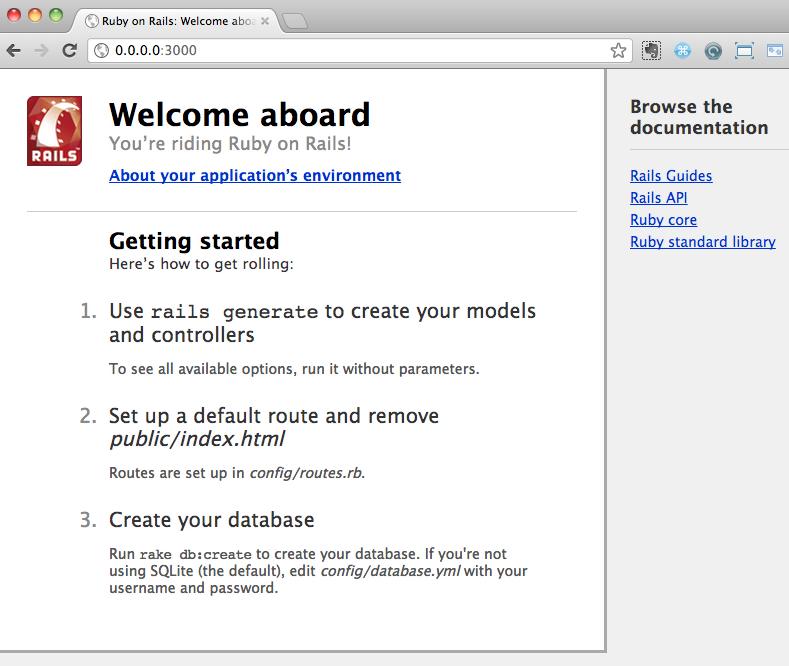 Ruby on Rails: Welcome aboa
0.0.0.0:3000
RAILS
Welcome aboard
You’re riding Ruby on Rails!
About your application’s environment
Getting started
Here’s how to get rolling:
1. Use rails generate to create your models
and controllers
To see all available options, run it without parameters.
2. Set up a default route and remove
public/index.html
Routes are set up in config/routes.rb.
3. Create your database
Run rake db:create to create your database. If you're not
using SQLite (the default), edit config/database.yml with your
username and password.
Browse the
documentation
Rails Guides
Rails API
Ruby core
Ruby standard library